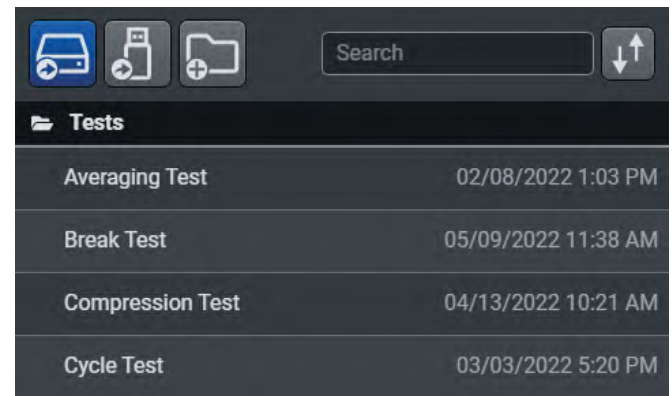 Search
Tests
Averaging Test 02/08/2022 1:03 PM
Break Test 05/09/2022 11:38 AM
Compression Test 04/13/2022 10:21 AM
Cycle Test 03/03/2022 5:20 PM